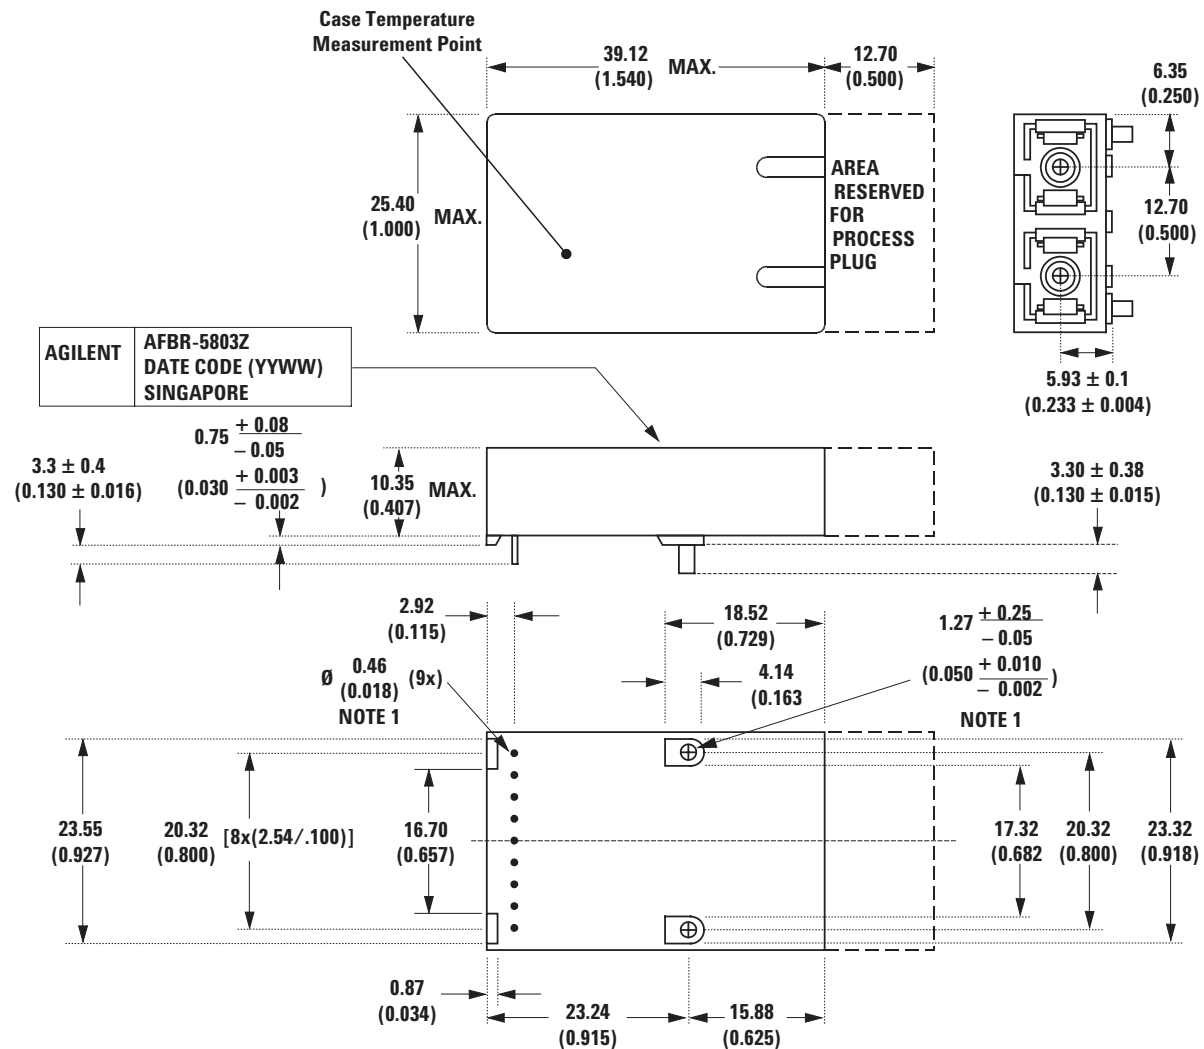 Case Temperature
Measurement Point
39.12
(1.540)
MAX.
12.70
(0.500)
6.35
(0.250)
25.40
(1.000)
MAX.
AREA
RESERVED
FOR
PROCESS
PLUG
12.70
(0.500)
AGILENT
AFBR-5803Z
DATE CODE (YYWW)
SINGAPORE
5.93 ± 0.1
(0.233 ± 0.004)
0.75 + 0.08
– 0.05
(0.030 + 0.003
– 0.002 )
3.3 ± 0.4
(0.130 ± 0.016)
10.35
(0.407)
MAX.
3.30 ± 0.38
(0.130 ± 0.015)
2.92
(0.115)
18.52
(0.729)
1.27 + 0.25
– 0.05
(0.050 + 0.010
– 0.002 )
NOTE 1
Ø 0.46
(0.018)
(9x)
NOTE 1
4.14
(0.163
23.55
(0.927)
20.32
(0.800)
[8x(2.54/.100)]
16.70
(0.657)
17.32
(0.682
20.32
(0.800)
23.32
(0.918)
0.87
(0.034)
23.24
(0.915)
15.88
(0.625)